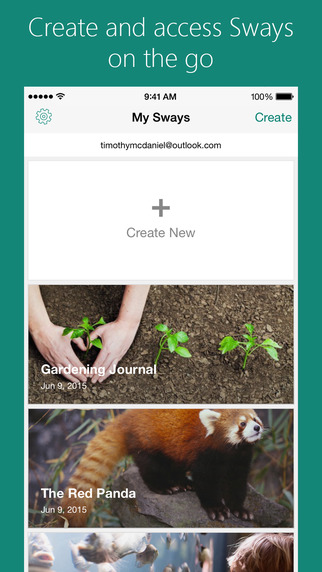 Create and access Sways
on the go
9:41 AM
100%
My Sways
Create
timothymcdaniel@outlook.com
+
Create New
Gardening Journal
Jun 9, 2015
The Red Panda
Jun 9, 2015